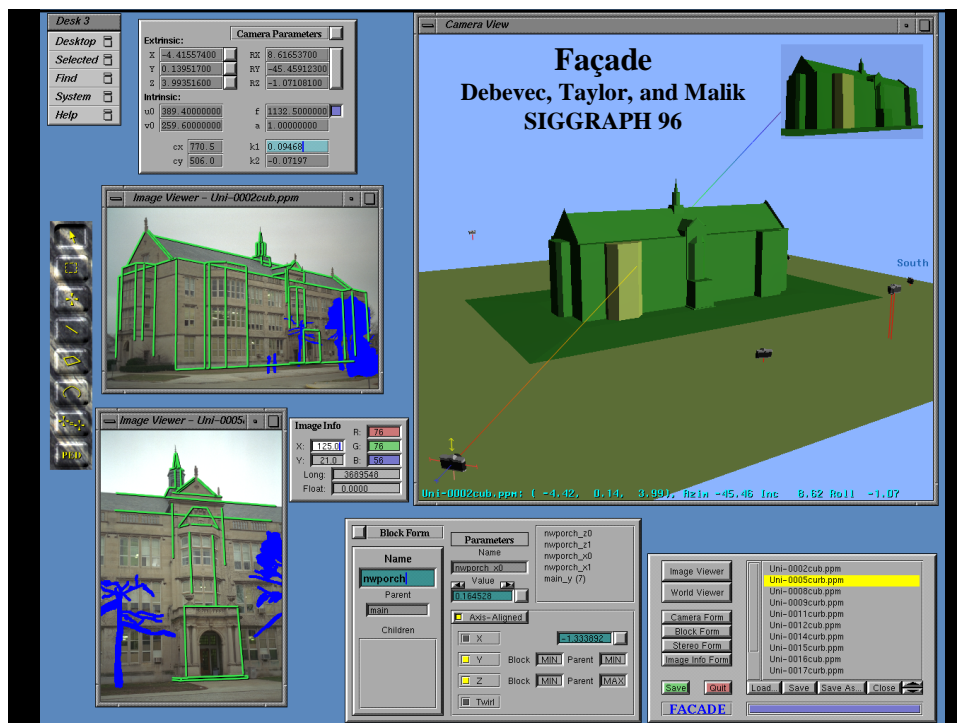 Desk 3
Desktop
Selected
Find
System
Help
Camera Parameters
Extrinsic:
X -4.41557400 RX 8.61653700
Y 0.13951700 RY -45.45912300
Z 3.99351600 RZ -1.07108100
Intrinsic:
u0 389.40000000 f 1132.5000000
v0 259.60000000 a 1.00000000
cx 770.5 k1 0.09468
cy 506.0 k2 -0.07197
Camera View
Façade
Debevec, Taylor, and Malik
SIGGRAPH 96
South
Uni-0002cub.ppm: ( -4.42, 0.14, 3.99), Azim -45.46 Inc 8.62 Roll -1.07
Image Viewer - Uni-0002cub.ppm
PED
Image Viewer - Uni-0005
Image Info
R: 76
X: 125.0 G: 76
Y: 21.0 B: 56
Long: 3689548
Float: 0.0000
Block Form
Name
nwporch
Parent
main
Children
Parameters
Name
nwporch_x0
Value
0.164528
nwporch_z0
nwporch_z1
nwporch_x0
nwporch_x1
main_y (7)
Axis-Aligned
X -1.333892
Y Block MIN Parent MIN
Z Block MIN Parent MAX
Twirl
Image Viewer
World Viewer
Camera Form
Block Form
Stereo Form
Image Info Form
Save Quit
FACADE
Uni-0002cub.ppm
Uni-0005curb.ppm
Uni-0008curb.ppm
Uni-0009curb.ppm
Uni-0011curb.ppm
Uni-0012curb.ppm
Uni-0014curb.ppm
Uni-0015curb.ppm
Uni-0016cub.ppm
Uni-0017curb.ppm
Load... Save Save As... Close